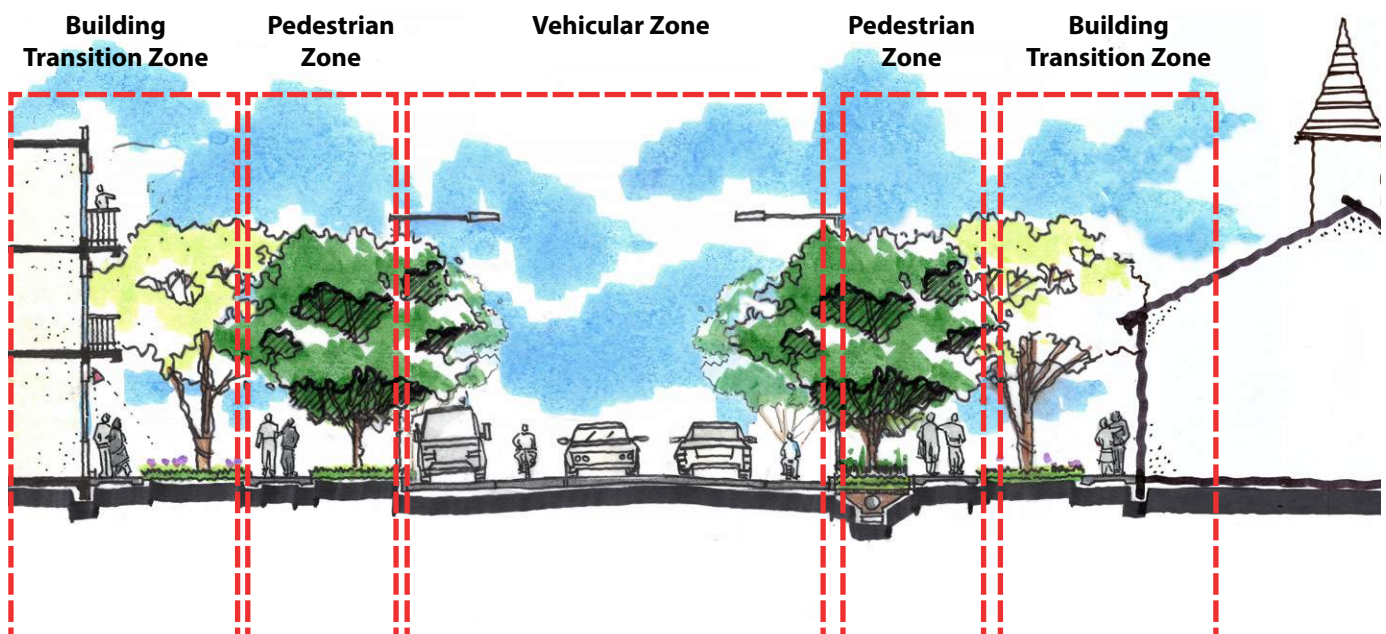 Building
Transition Zone
Pedestrian
Zone
Vehicular Zone
Pedestrian
Zone
Building
Transition Zone